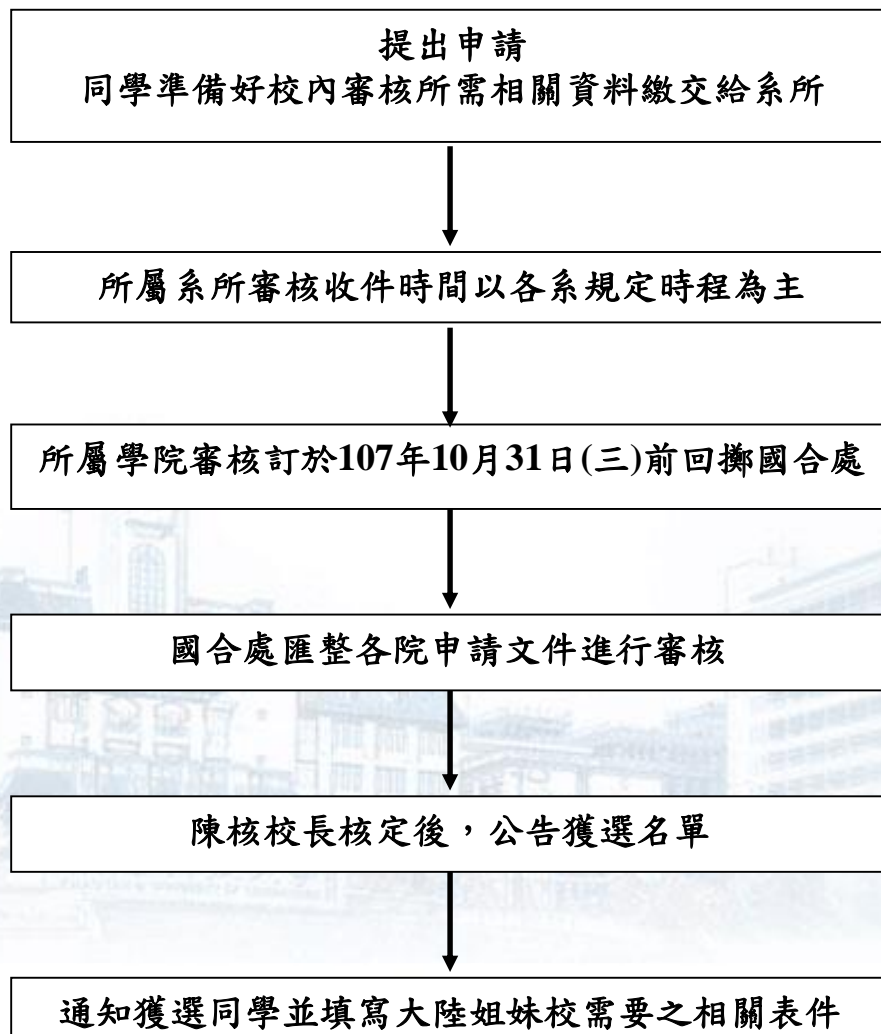 提出申請
同學準備好校內審核所需相關資料繳交給系所
所屬系所審核收件時間以各系規定時程為主
所屬學院審核訂於107年10月31日(三)前回擲國合處
國合處匯整各院申請文件進行審核
陳核校長核定後，公告獲選名單
通知獲選同學並填寫大陸姐妹校需要之相關表件